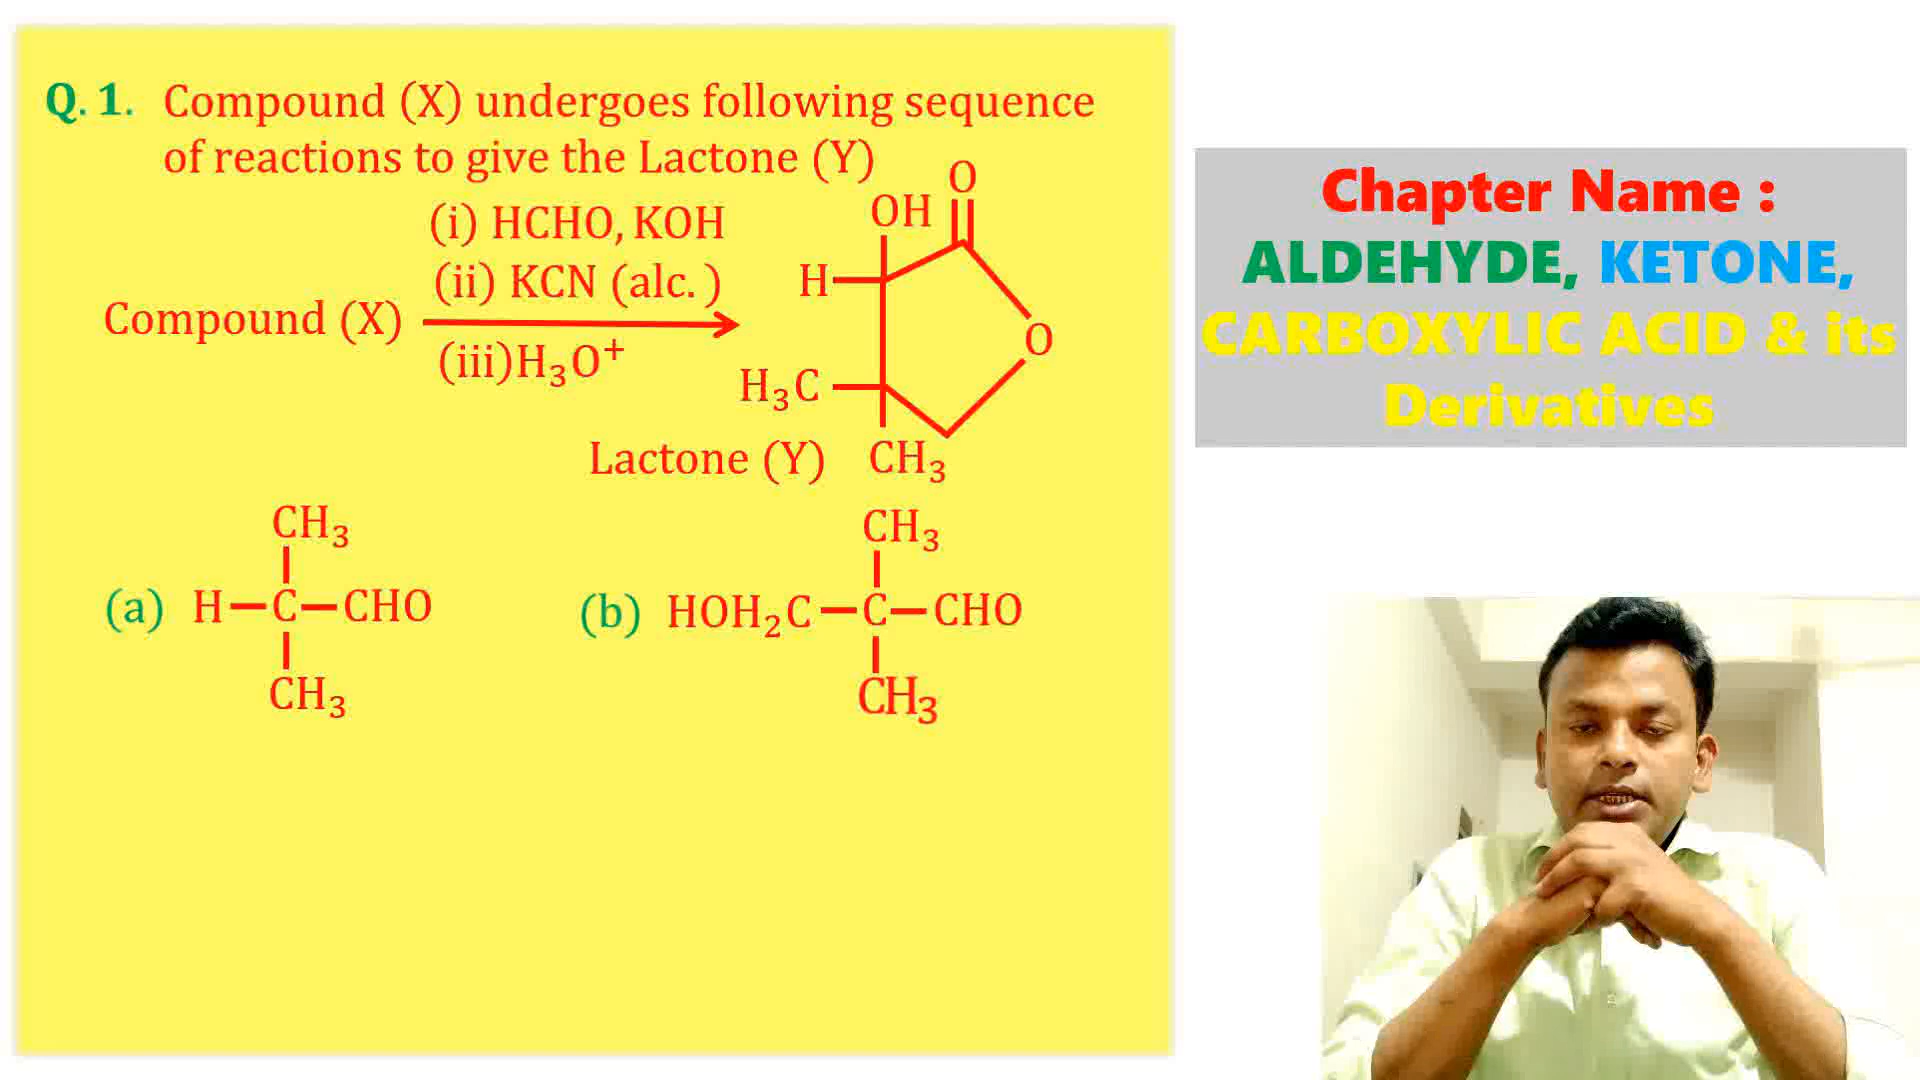 Q. 1. Compound (X) undergoes following sequence
of reactions to give the Lactone (Y)
(i) HCHO, KOH
(ii) KCN (alc. )
Compound (X)
(iii)H₃O⁺
O
OH
H
O
H₃C
CH₃
Lactone (Y)
CH₃
(a) H—C—CHO
CH₃
CH₃
(b) HOH₂C—C—CHO
CH₃
Chapter Name :
ALDEHYDE, KETONE,
CARBOXYLIC ACID & its
Derivatives